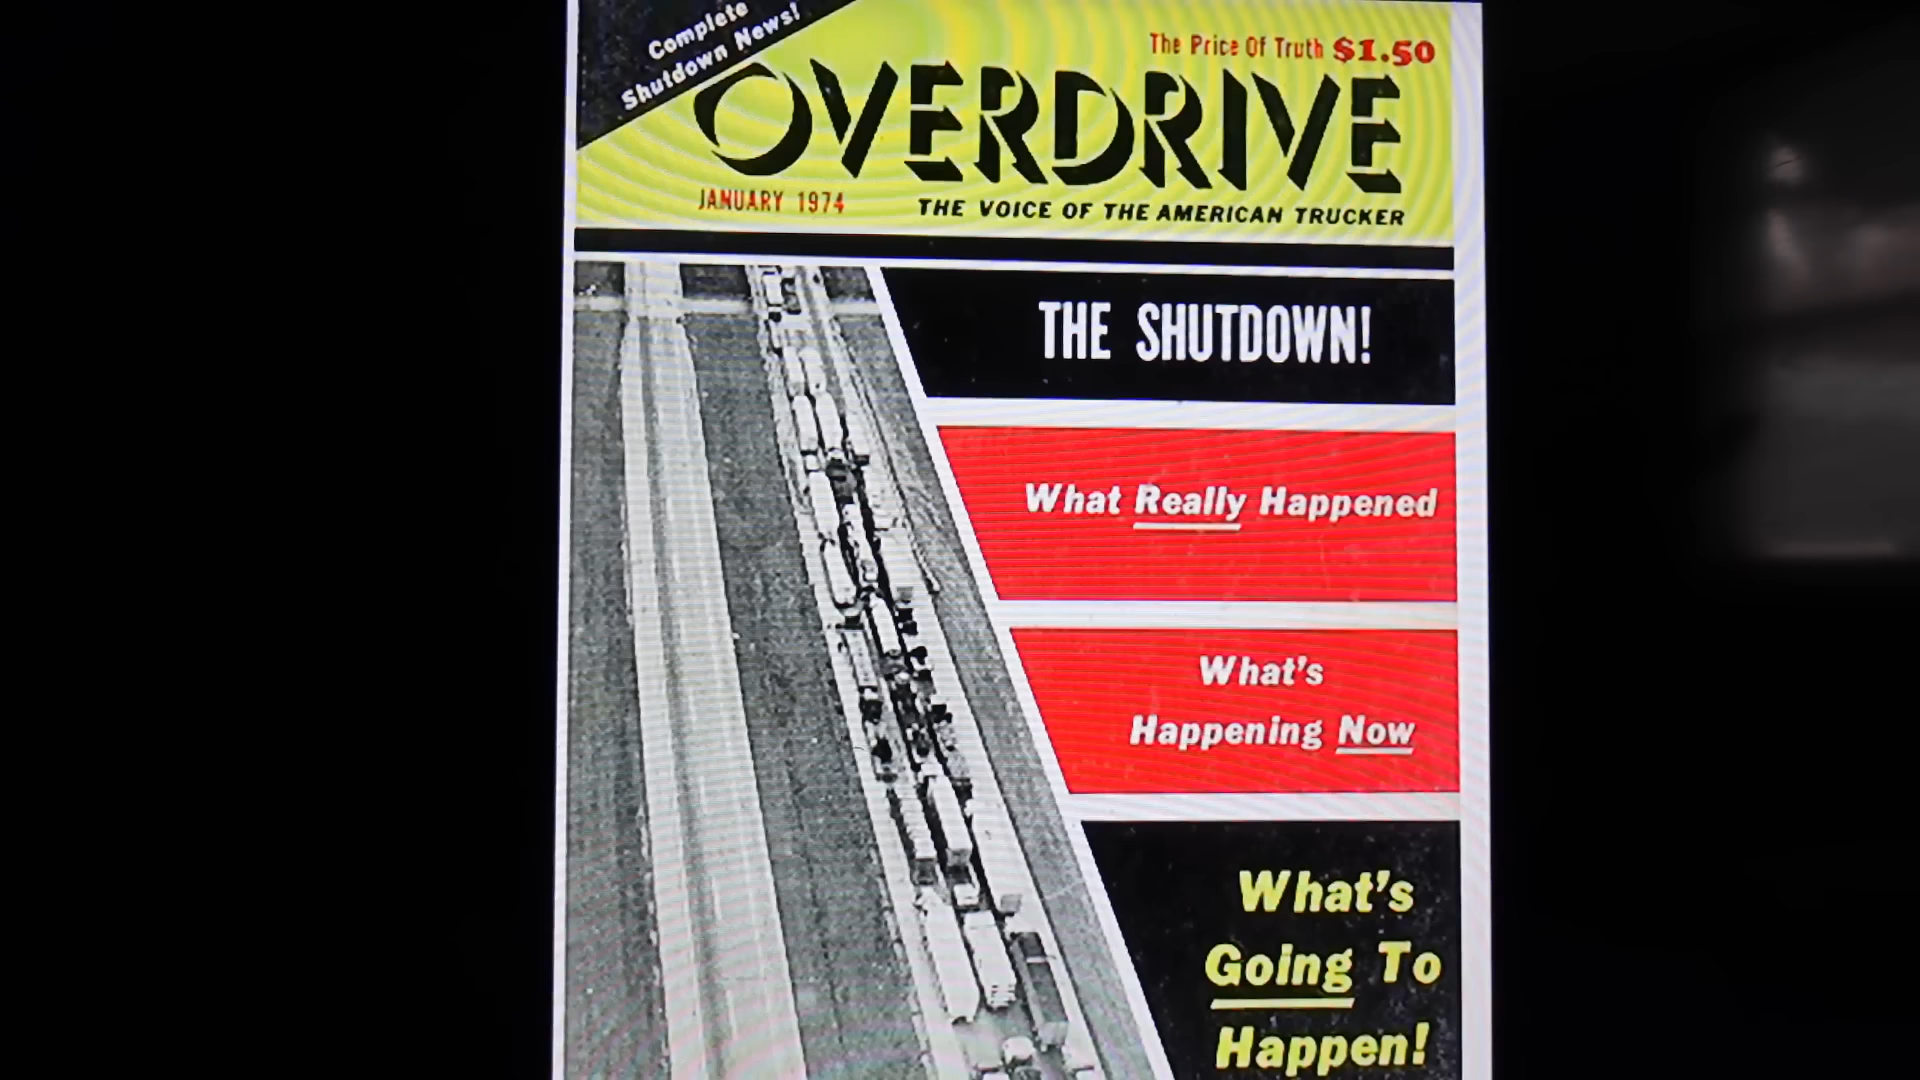 Complete
Shutdown News!
The Price Of Truth $1.50
OVERDRIVE
JANUARY 1974
THE VOICE OF THE AMERICAN TRUCKER
THE SHUTDOWN!
What Really Happened
What's
Happening Now
What's
Going To
Happen!